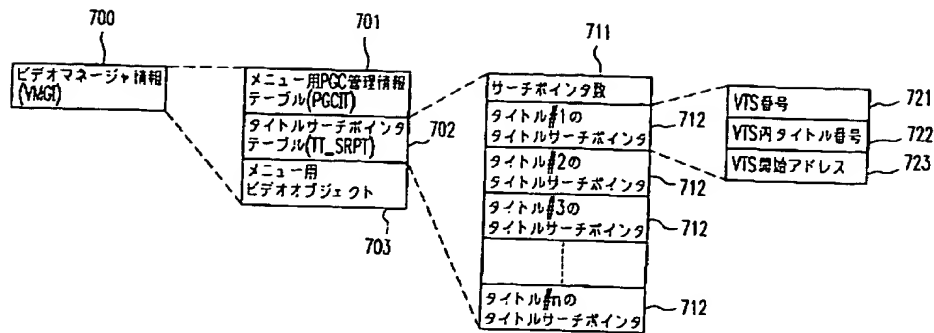 700
ビデオマネージャ情報
(VMGI)
701
メニュー用PGC管理情報
テーブル(PGCIT)
タイトルサーチポインタ
テーブル(TT_SRPT)
702
メニュー用
ビデオオブジェクト
703
711
サーチポインタ数
タイトル#1の
タイトルサーチポインタ
712
タイトル#2の
タイトルサーチポインタ
712
タイトル#3の
タイトルサーチポインタ
712
タイトル#nの
タイトルサーチポインタ
712
VTS番号
721
VTS内タイトル番号
722
VTS開始アドレス
723